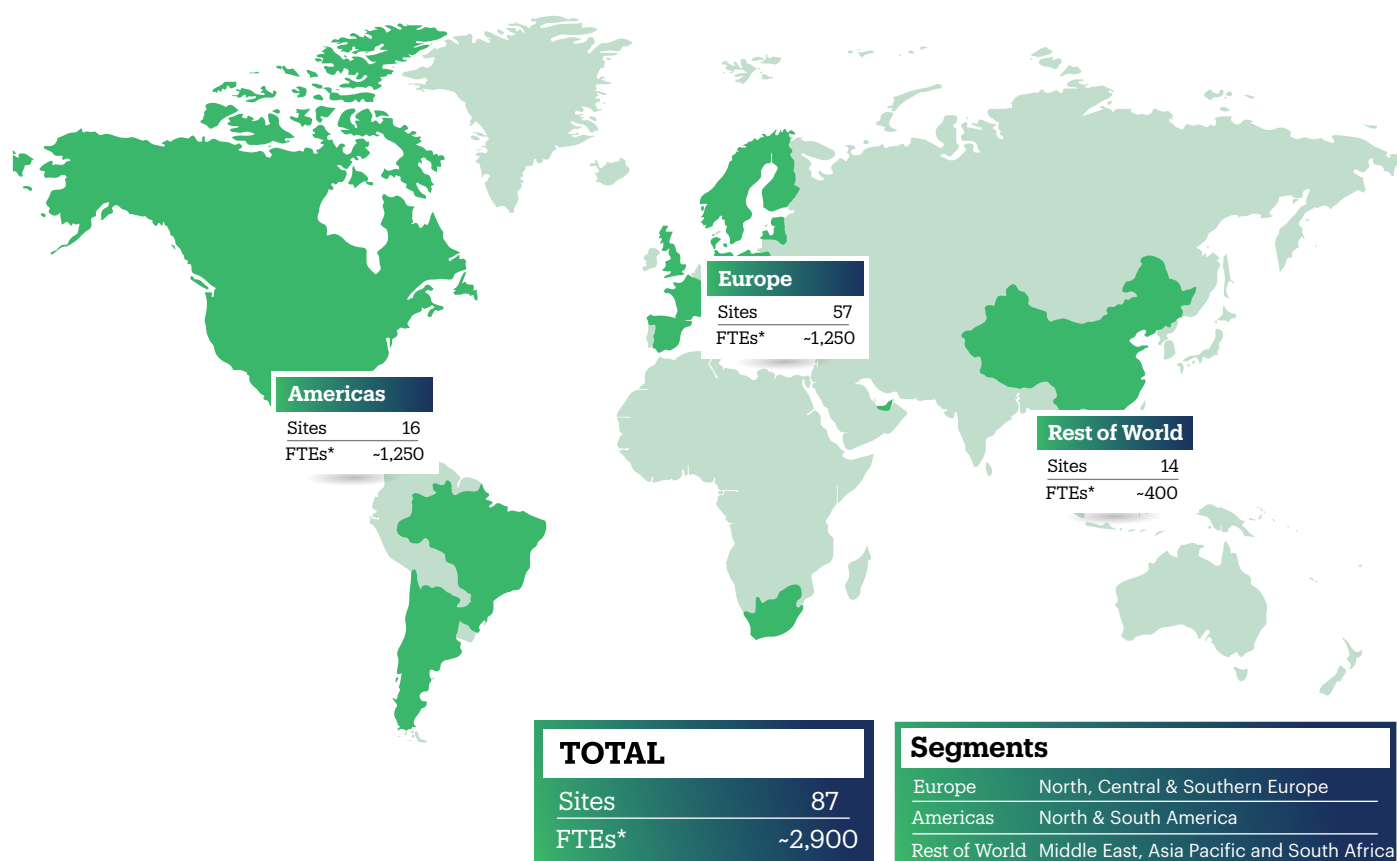 Europe
Sites 57
FTEs* ~1,250
Americas
Sites 16
FTEs* ~1,250
Rest of World
Sites 14
FTEs* ~400
TOTAL
Sites 87
FTEs* ~2,900
Segments
Europe North, Central & Southern Europe
Americas North & South America
Rest of World Middle East, Asia Pacific and South Africa